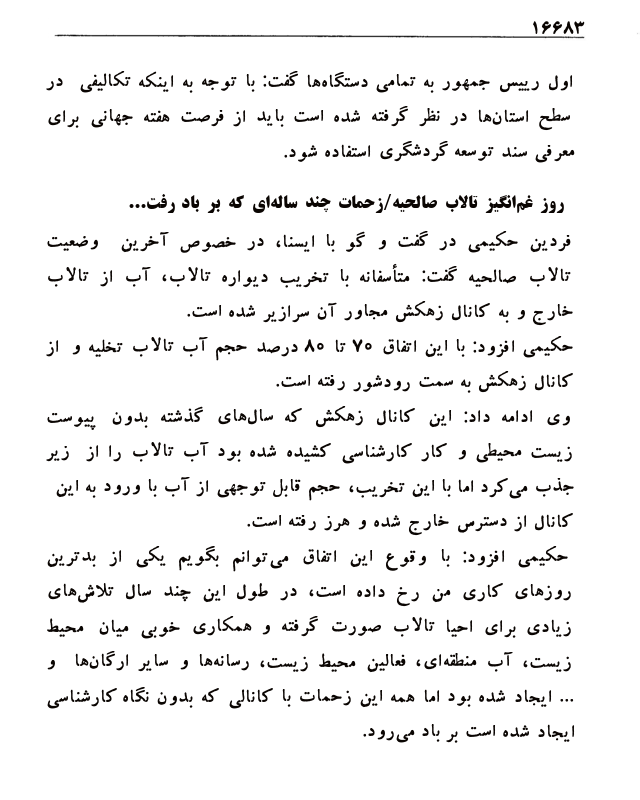 ۱۶۶۸۳
اول رییس جمهور به تمامی دستگاه‌ها گفت: با توجه به اینکه تکالیفی در
سطح استان‌ها در نظر گرفته شده است باید از فرصت هفته جهانی برای
معرفی سند توسعه گردشگری استفاده شود.
روز غم‌انگیز تالاب صالحیه/زحمات چند ساله‌ای که بر باد رفت...
فردین حکیمی در گفت و گو با ایسنا، در خصوص آخرین وضعیت
تالاب صالحیه گفت: متأسفانه با تخریب دیواره تالاب، آب از تالاب
خارج و به کانال زهکش مجاور آن سرازیر شده است.
حکیمی افزود: با این اتفاق ۷۰ تا ۸۰ درصد حجم آب تالاب تخلیه و از
کانال زهکش به سمت رودشور رفته است.
وی ادامه داد: این کانال زهکش که سال‌های گذشته بدون پیوست
زیست محیطی و کار کارشناسی کشیده شده بود آب تالاب را از زیر
جذب می‌کرد اما با این تخریب، حجم قابل توجهی از آب با ورود به این
کانال از دسترس خارج شده و هرز رفته است.
حکیمی افزود: با وقوع این اتفاق می‌توانم بگویم یکی از بدترین
روزهای کاری من رخ داده است، در طول این چند سال تلاش‌های
زیادی برای احیا تالاب صورت گرفته و همکاری خوبی میان محیط
زیست، آب منطقه‌ای، فعالین محیط زیست، رسانه‌ها و سایر ارگان‌ها و
... ایجاد شده بود اما همه این زحمات با کانالی که بدون نگاه کارشناسی
ایجاد شده است بر باد می‌رود.